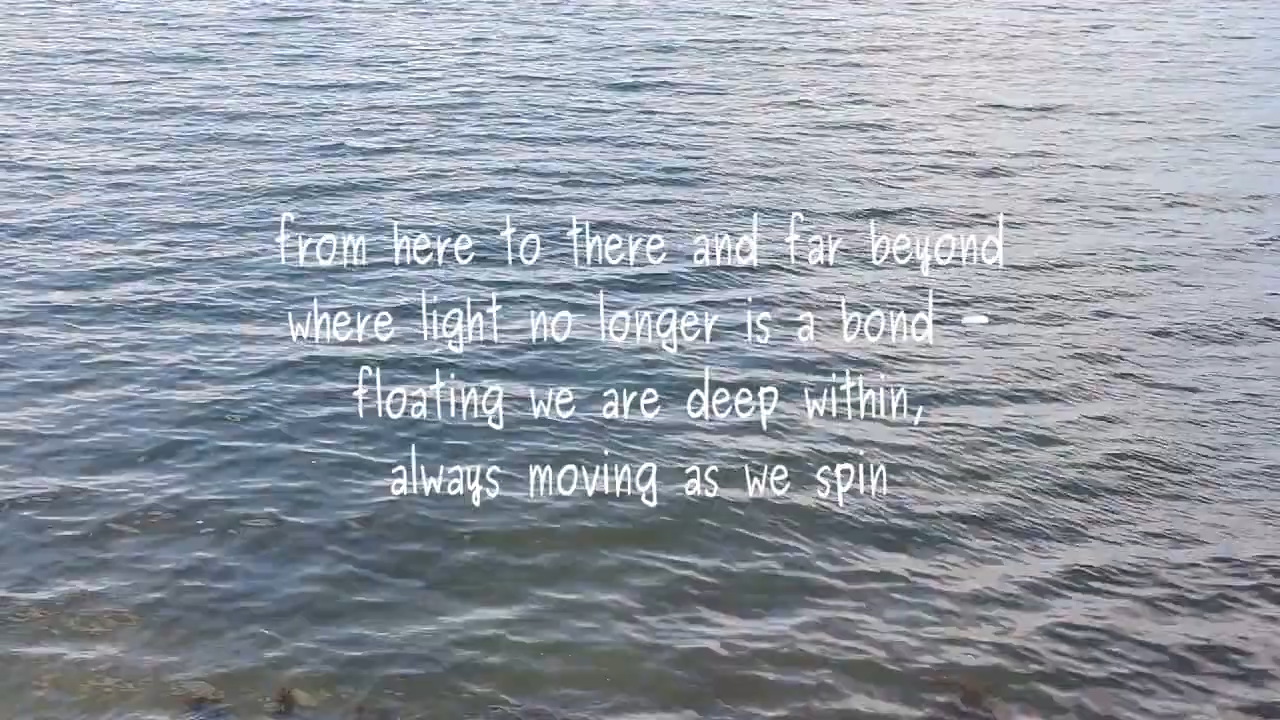 from here to there and far beyond
where light no longer is a bond -
floating we are deep within,
always moving as we spin